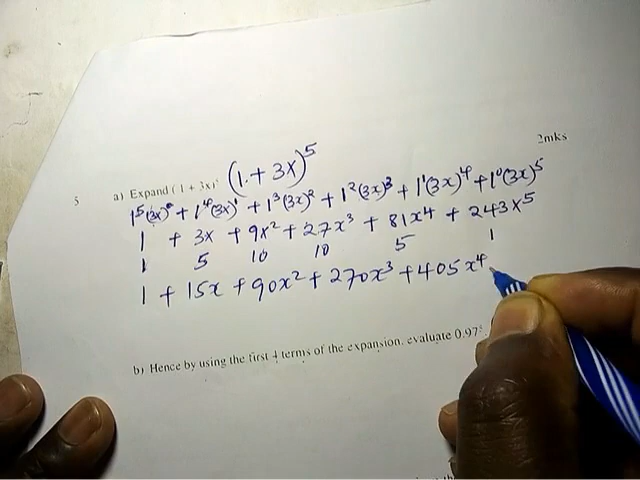 2mks
5 a) Expand (1 + 3x)⁵ (1 + 3x)⁵
1⁵(3x)⁰ + 1⁴(3x)¹ + 1³(3x)² + 1²(3x)³ + 1¹(3x)⁴ + 1⁰(3x)⁵
1 + 3x + 9x² + 27x³ + 81x⁴ + 243x⁵
1 5 10 10 5 1
1 + 15x + 90x² + 270x³ + 405x⁴
b) Hence by using the first 4 terms of the expansion, evaluate 0.97⁵